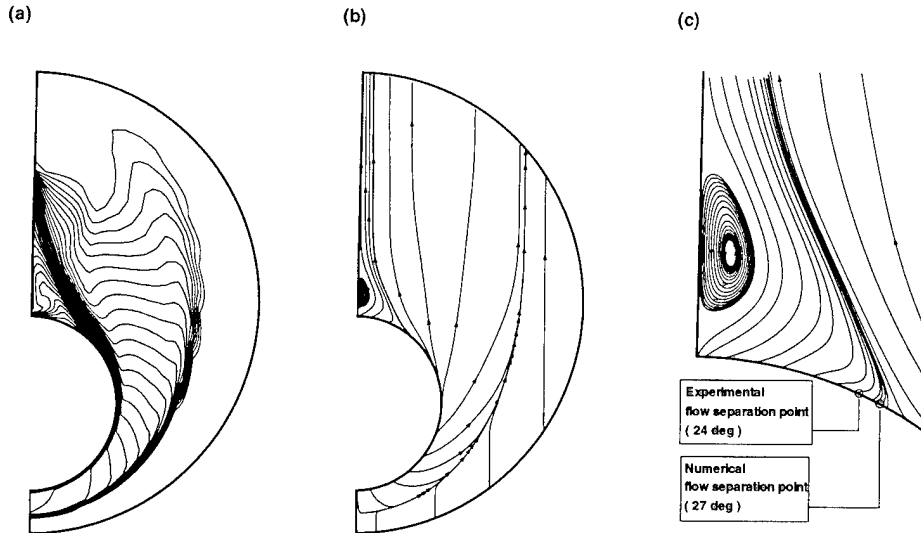 (a)
(b)
(c)
Experimental
flow separation point
( 24 deg )
Numerical
flow separation point
( 27 deg )